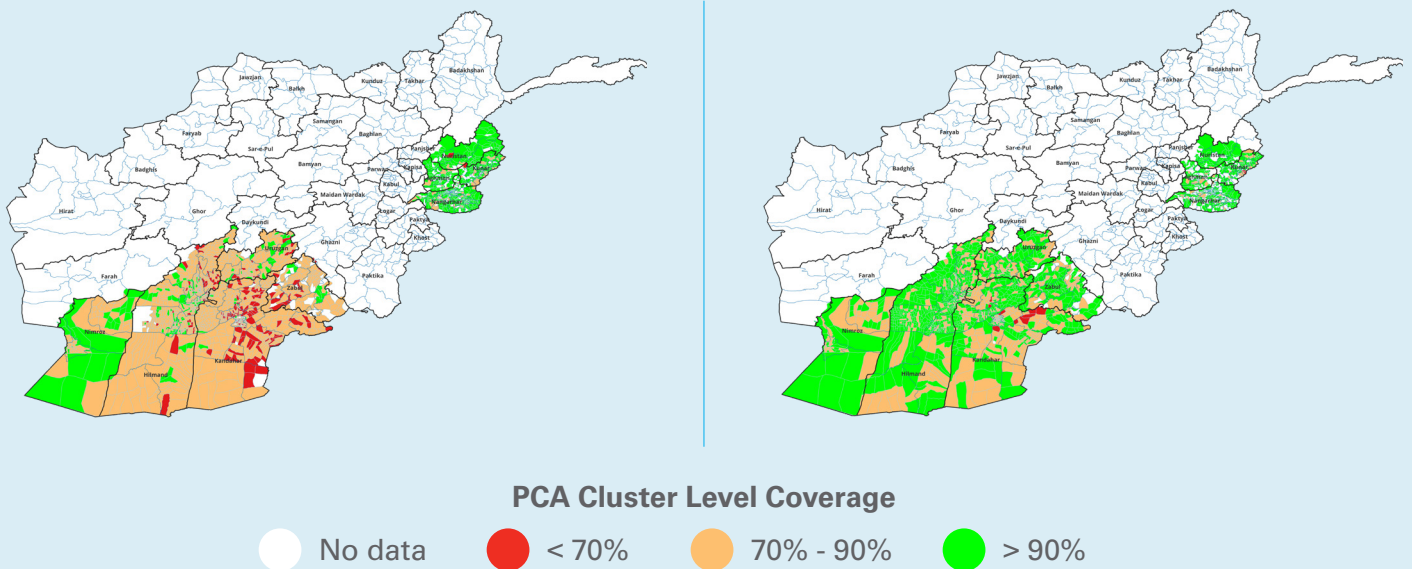 Badakhshan
Jawzjan
Kunduz
Takhar
Balkh
Samangan
Faryab
Baghlan
Sar-e-Pul
Panjsher
Nuristan
Badghis
Bamyan
Parwan
Kapisa
Kunar
Kabul
Maidan Wardak
Nangarhar
Hirat
Ghor
Logar
Daykundi
Paktya
Khost
Ghazni
Uruzgan
Farah
Paktika
Zabul
Nimroz
Kandahar
Hilmand
Badakhshan
Jawzjan
Kunduz
Takhar
Balkh
Samangan
Faryab
Baghlan
Sar-e-Pul
Panjsher
Nuristan
Badghis
Bamyan
Parwan
Kapisa
Kunar
Kabul
Maidan Wardak
Nangarhar
Hirat
Ghor
Logar
Daykundi
Paktya
Khost
Ghazni
Uruzgan
Farah
Paktika
Zabul
Nimroz
Kandahar
Hilmand
PCA Cluster Level Coverage
No data < 70% 70% - 90% > 90%